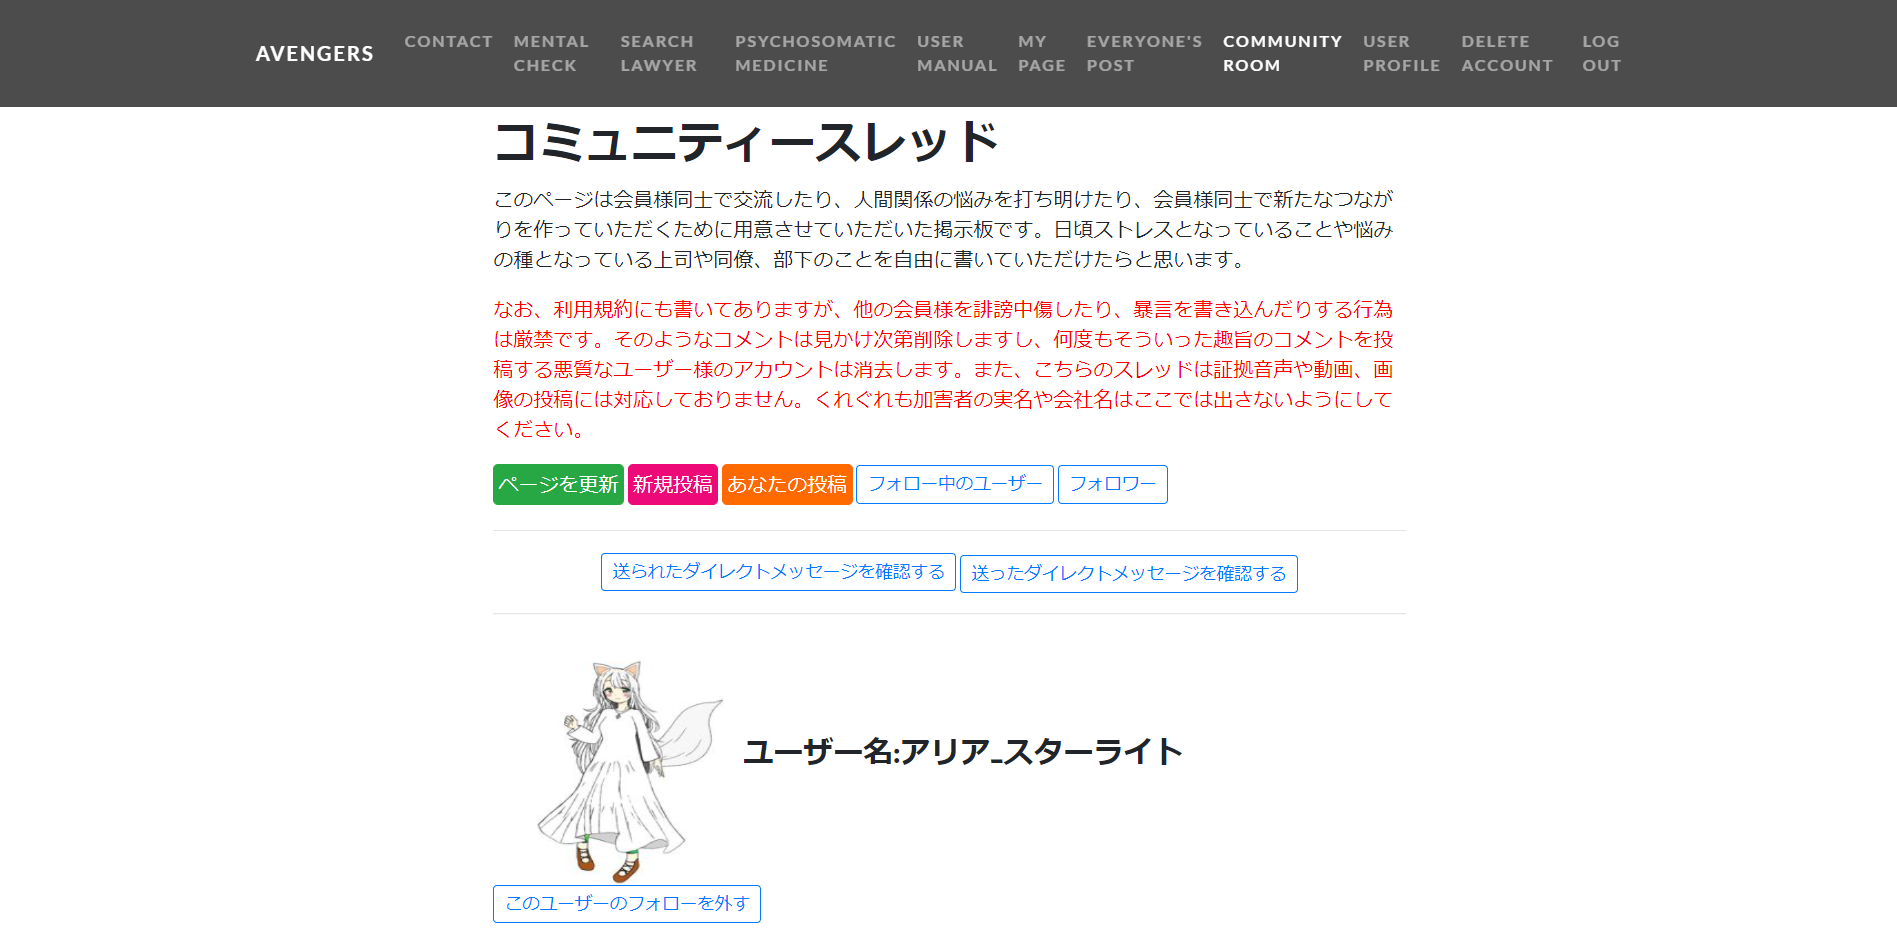 AVENGERS
CONTACT
MENTAL CHECK
SEARCH LAWYER
PSYCHOSOMATIC MEDICINE
USER MANUAL
MY PAGE
EVERYONE'S POST
COMMUNITY ROOM
USER PROFILE
DELETE ACCOUNT
LOG OUT
コミュニティースレッド
このページは会員様同士で交流したり、人間関係の悩みを打ち明けたり、会員様同士で新たなつなが
りを作っていただくために用意させていただいた掲示板です。日頃ストレスとなっていることや悩み
の種となっている上司や同僚、部下のことを自由に書いていただけたらと思います。
なお、利用規約にも書いてありますが、他の会員様を誹謗中傷したり、暴言を書き込んだりする行為
は厳禁です。そのようなコメントは見かけ次第削除しますし、何度もそういった趣旨のコメントを投
稿する悪質なユーザー様のアカウントは消去します。また、こちらのスレッドは証拠音声や動画、画
像の投稿には対応しておりません。くれぐれも加害者の実名や会社名はここでは出さないようにして
ください。
ページを更新 新規投稿 あなたの投稿 フォロー中のユーザー フォロワー
送られたダイレクトメッセージを確認する 送ったダイレクトメッセージを確認する
ユーザー名:アリア_スターライト
このユーザーのフォローを外す